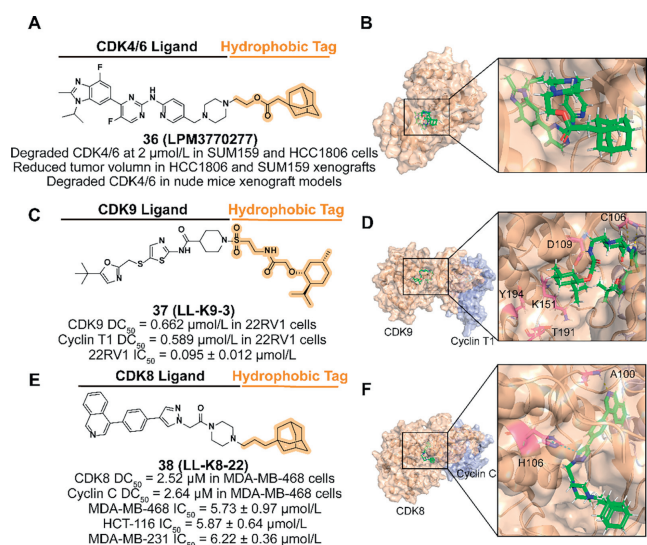 A
CDK4/6 Ligand Hydrophobic Tag
F
N
N
N
F
H
N
N
N
N
N
O
O
36 (LPM3770277)
Degraded CDK4/6 at 2 μmol/L in SUM159 and HCC1806 cells
Reduced tumor volumn in HCC1806 and SUM159 xenografts
Degraded CDK4/6 in nude mice xenograft models
B
C
CDK9 Ligand Hydrophobic Tag
O
N
S
S
N
NH
O
N
O
S
O
NH
O
O
37 (LL-K9-3)
CDK9 DC50 = 0.662 μmol/L in 22RV1 cells
Cyclin T1 DC50 = 0.589 μmol/L in 22RV1 cells
22RV1 IC50 = 0.095 ± 0.012 μmol/L
D
CDK9
Cyclin T1
C106
D109
Y194
K151
T191
E
CDK8 Ligand Hydrophobic Tag
N
N
N
O
N
N
38 (LL-K8-22)
CDK8 DC50 = 2.52 μM in MDA-MB-468 cells
Cyclin C DC50 = 2.64 μM in MDA-MB-468 cells
MDA-MB-468 IC50 = 5.73 ± 0.97 μmol/L
HCT-116 IC50 = 5.87 ± 0.64 μmol/L
MDA-MB-231 IC50 = 6.22 ± 0.36 μmol/L
F
CDK8
Cyclin C
A100
H106